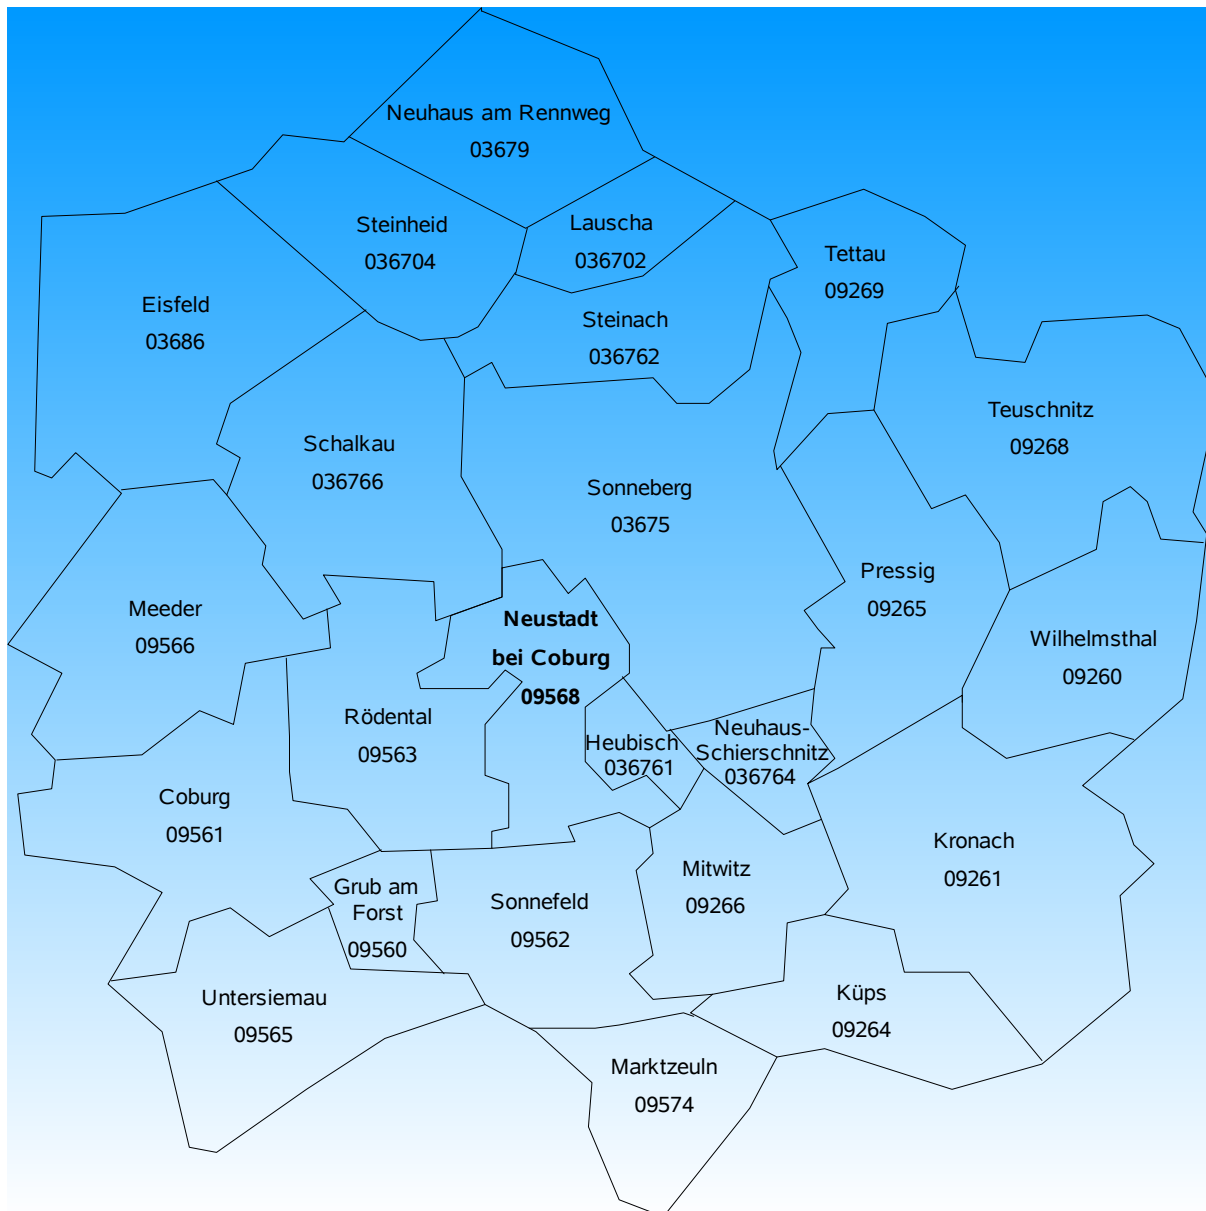 Neuhaus am Rennweg
03679
Steinheid
036704
Lauscha
036702
Tettau
09269
Eisfeld
03686
Steinach
036762
Teuschnitz
09268
Schalkau
036766
Sonneberg
03675
Pressig
09265
Meeder
09566
Neustadt
bei Coburg
09568
Wilhelmsthal
09260
Rödental
09563
Heubisch
036761
Neuhaus-
Schierschnitz
036764
Coburg
09561
Kronach
09261
Grub am
Forst
09560
Sonnefeld
09562
Mitwitz
09266
Untersiemau
09565
Küps
09264
Marktzeuln
09574